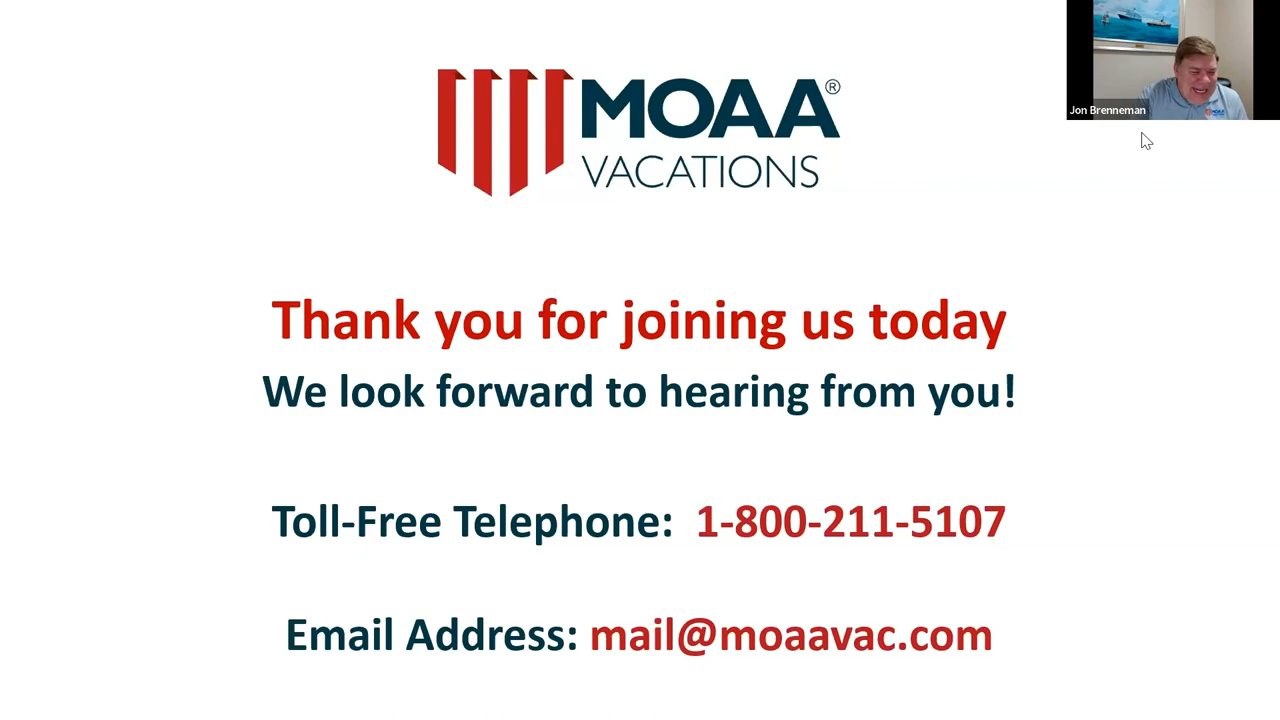 MOAA®
VACATIONS
Jon Brenneman
MOAA
Thank you for joining us today
We look forward to hearing from you!
Toll-Free Telephone: 1-800-211-5107
Email Address: mail@moaavac.com